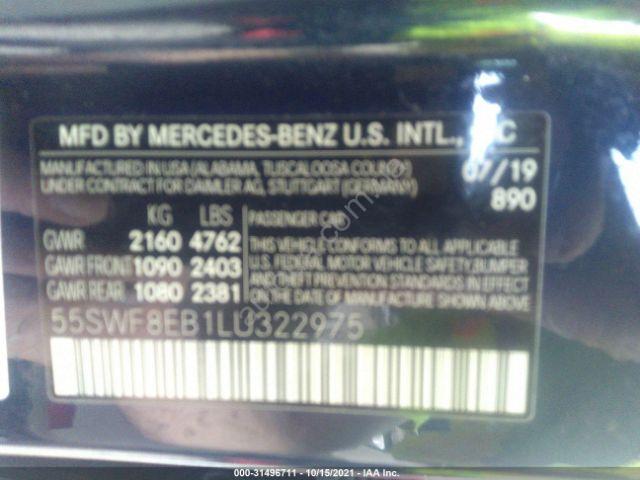 MFD BY MERCEDES-BENZ U.S. INTL., INC
MANUFACTURED IN USA (ALABAMA, TUSCALOOSA COUNTY) 07/19
UNDER CONTRACT FOR DAIMLER AG, STUTTGART (GERMANY) 890
KG LBS PASSENGER CAR
GVWR 2160 4762 THIS VEHICLE CONFORMS TO ALL APPLICABLE
GAWR FRONT 1090 2403 U.S. FEDERAL MOTOR VEHICLE SAFETY, BUMPER
GAWR REAR 1080 2381 AND THEFT PREVENTION STANDARDS IN EFFECT
ON THE DATE OF MANUFACTURE SHOWN ABOVE.
55SWF8EB1LU322975
000-31496711 - 10/15/2021 - IAA Inc.